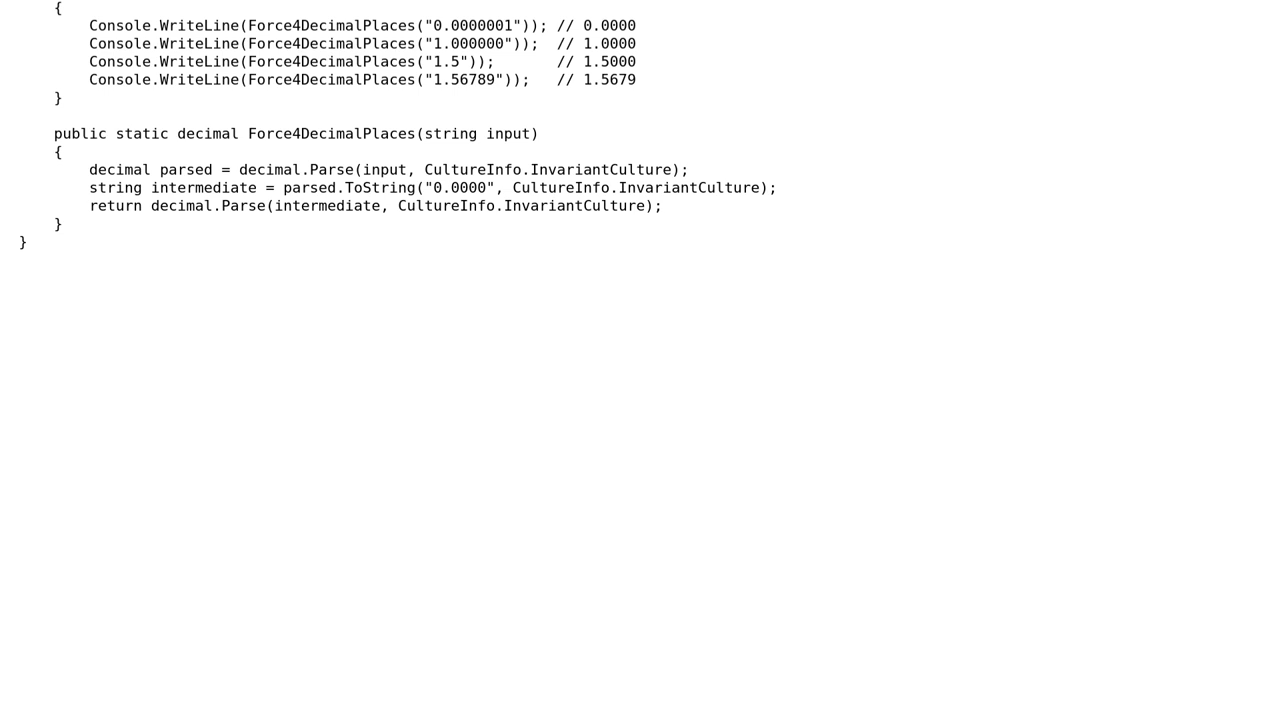 {
Console.WriteLine(Force4DecimalPlaces("0.0000001")); // 0.0000
Console.WriteLine(Force4DecimalPlaces("1.000000"));  // 1.0000
Console.WriteLine(Force4DecimalPlaces("1.5"));       // 1.5000
Console.WriteLine(Force4DecimalPlaces("1.56789"));   // 1.5679
}
public static decimal Force4DecimalPlaces(string input)
{
decimal parsed = decimal.Parse(input, CultureInfo.InvariantCulture);
string intermediate = parsed.ToString("0.0000", CultureInfo.InvariantCulture);
return decimal.Parse(intermediate, CultureInfo.InvariantCulture);
}
}